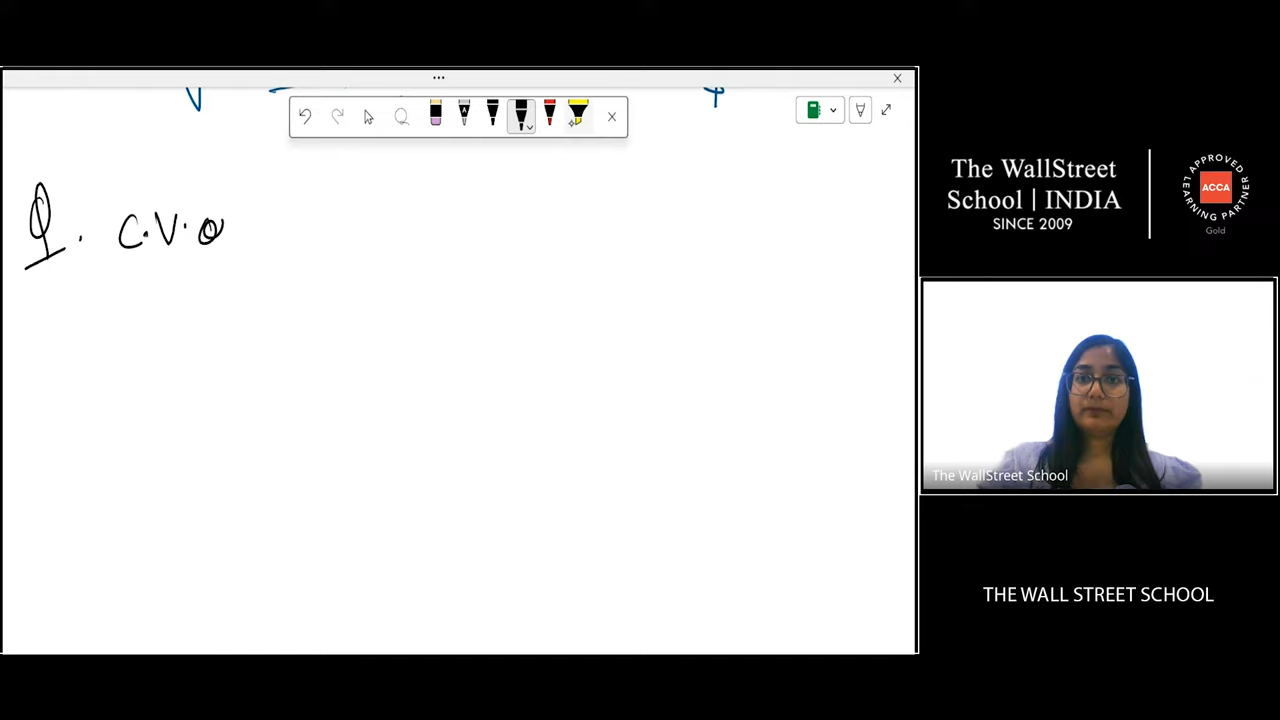 Q. C.V.O
The WallStreet
School | INDIA
SINCE 2009
APPROVED
LEARNING PARTNER
ACCA
Gold
The WallStreet School
THE WALL STREET SCHOOL